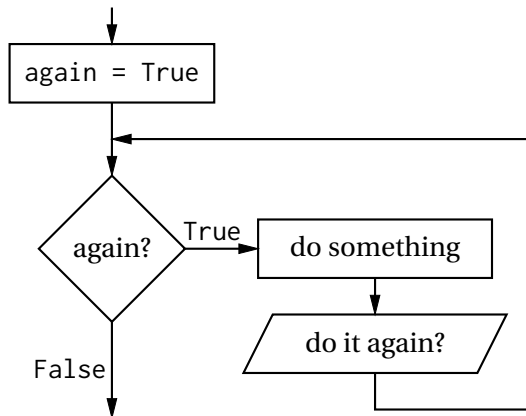 again = True
True
again?
do something
do it again?
False